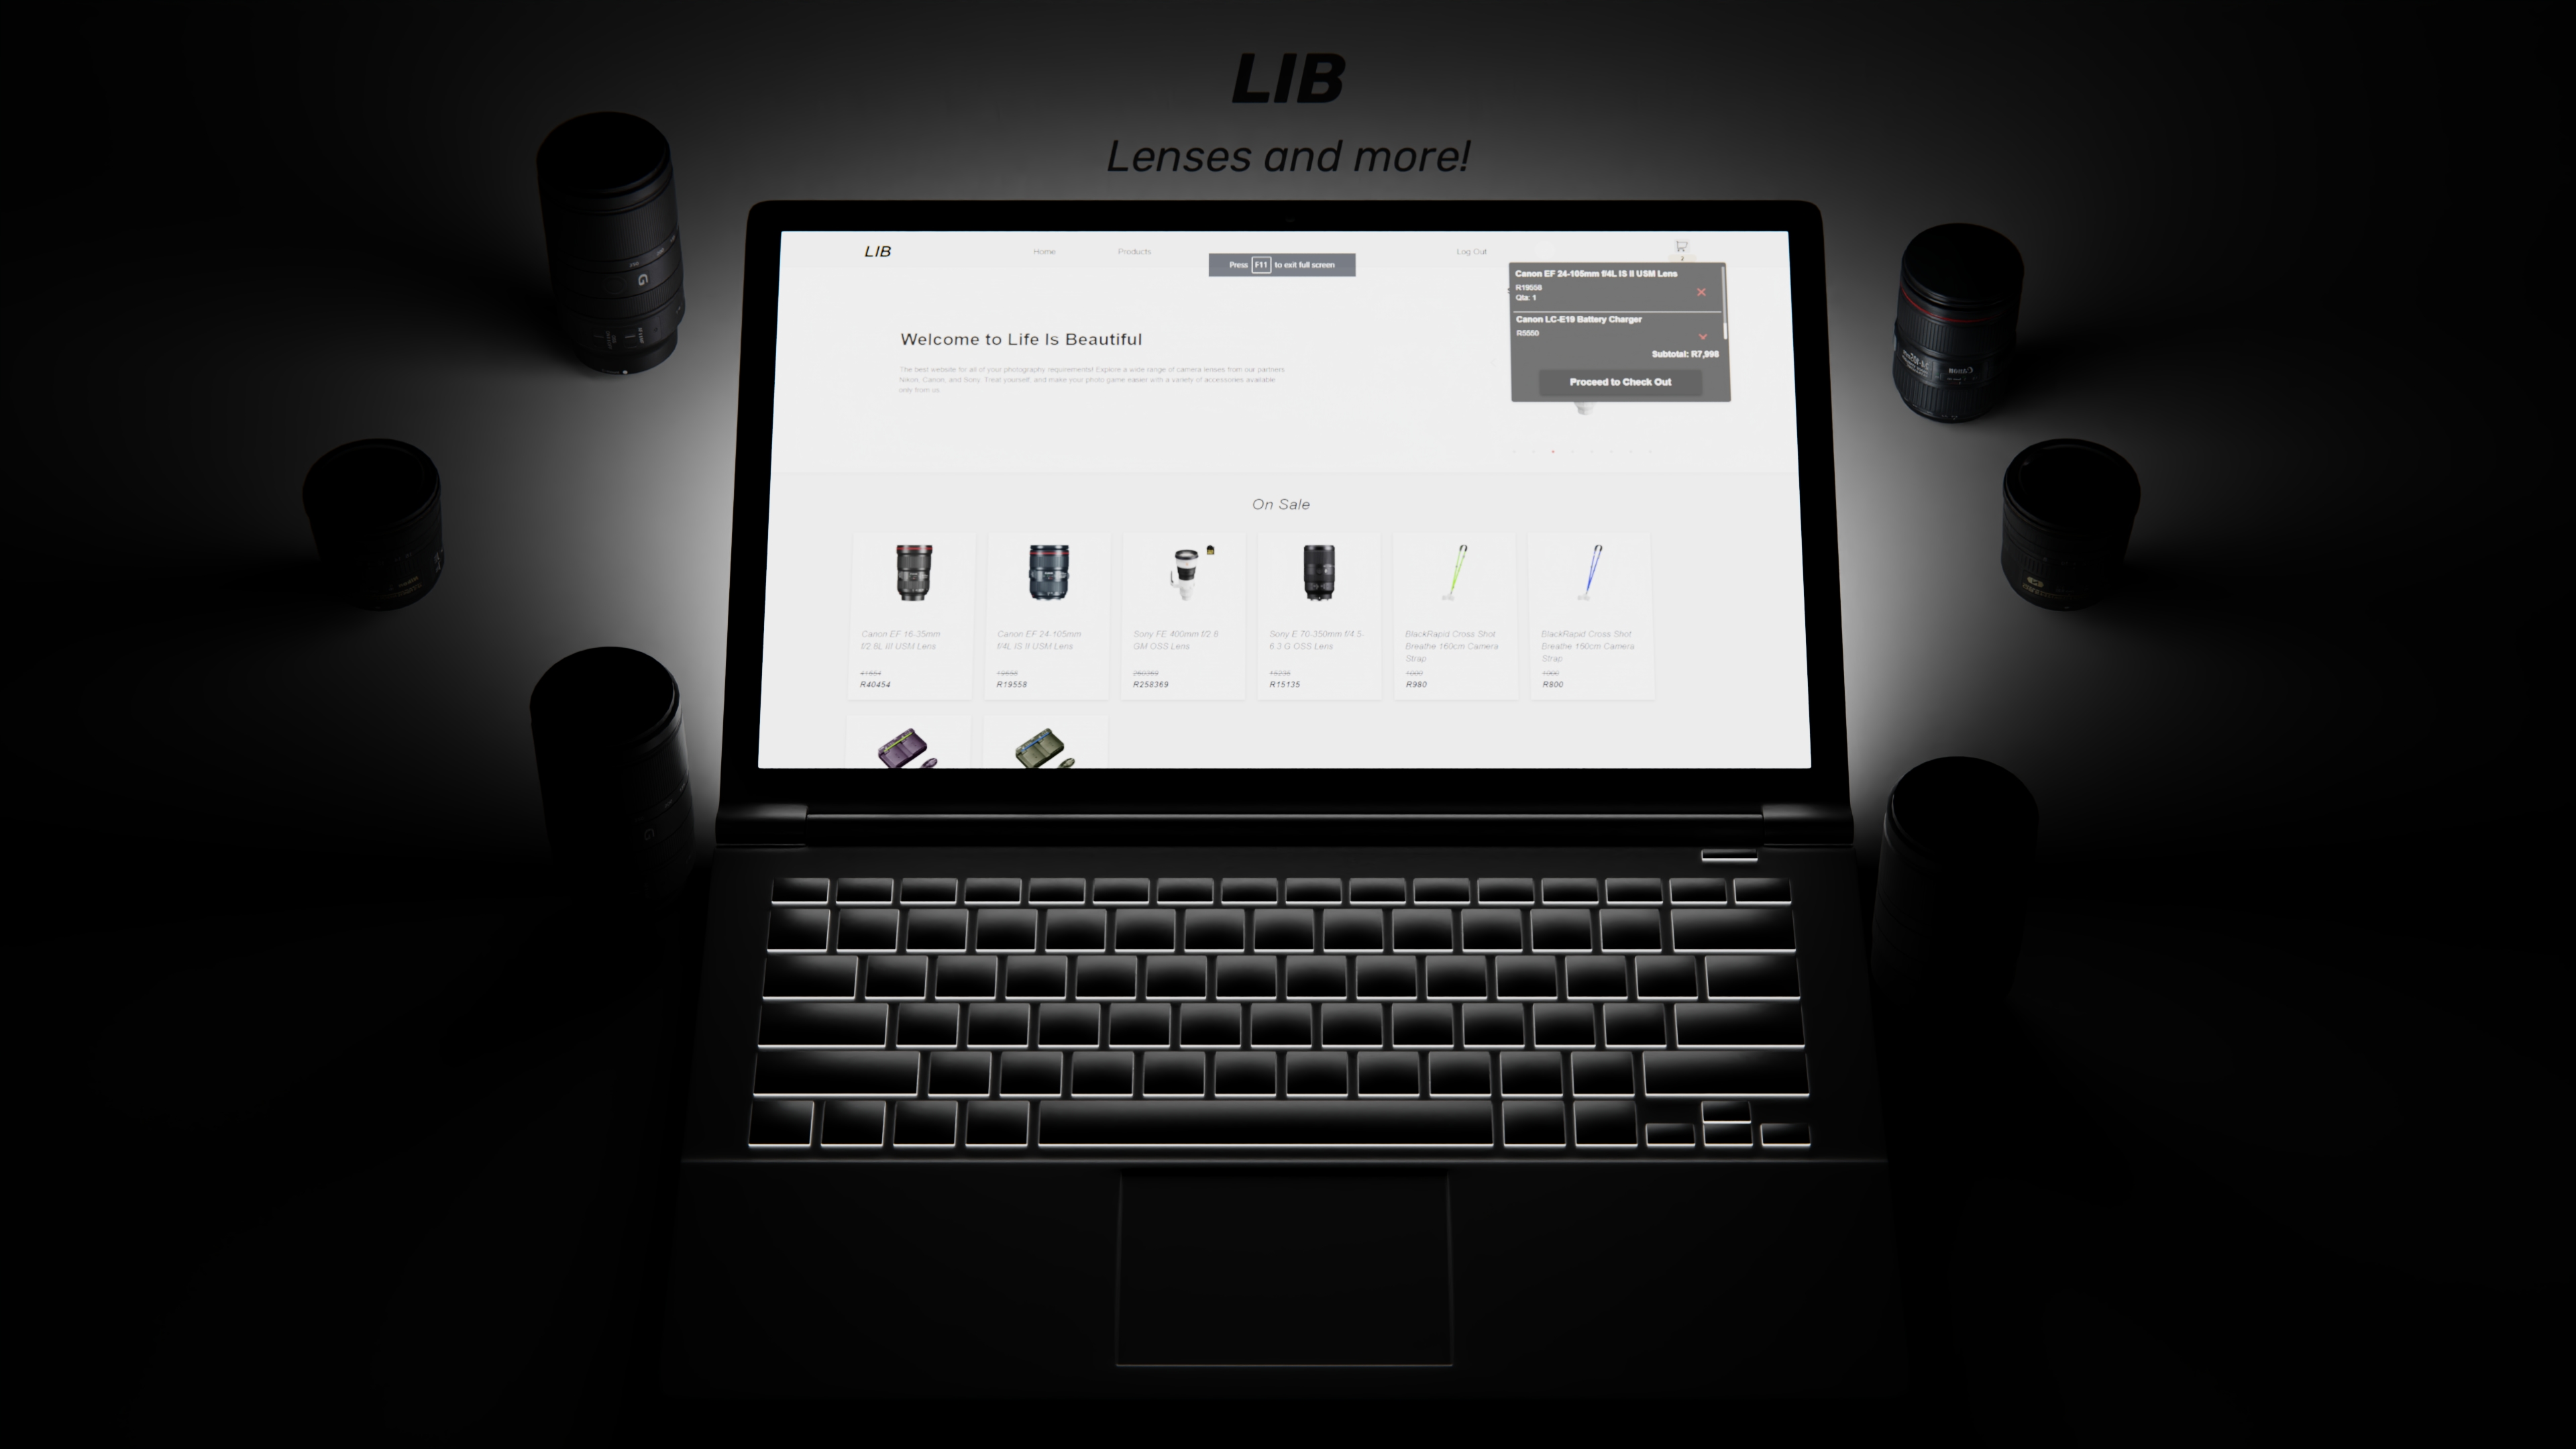 LIB
Lenses and more!
LIB
Home
Products
Log Out
Press F11 to exit full screen
2
Canon EF 24-105mm f/4L IS II USM Lens
R19558
Qta: 1
Canon LC-E19 Battery Charger
R5550
Subtotal: R7,998
Proceed to Check Out
Welcome to Life Is Beautiful
The best website for all of your photography requirements! Explore a wide range of camera lenses from our partners
Nikon, Canon, and Sony. Treat yourself, and make your photo game easier with a variety of accessories available
only from us.
On Sale
Canon EF 16-35mm
f/2.8L III USM Lens
R40454
Canon EF 24-105mm
f/4L IS II USM Lens
19558
R19558
Sony FE 400mm f/2.8
GM OSS Lens
R258369
Sony E 70-350mm f/4.5-
6.3 G OSS Lens
R15135
BlackRapid Cross Shot
Breathe 160cm Camera
Strap
1000
R980
BlackRapid Cross Shot
Breathe 160cm Camera
Strap
R800
G
Canon
G